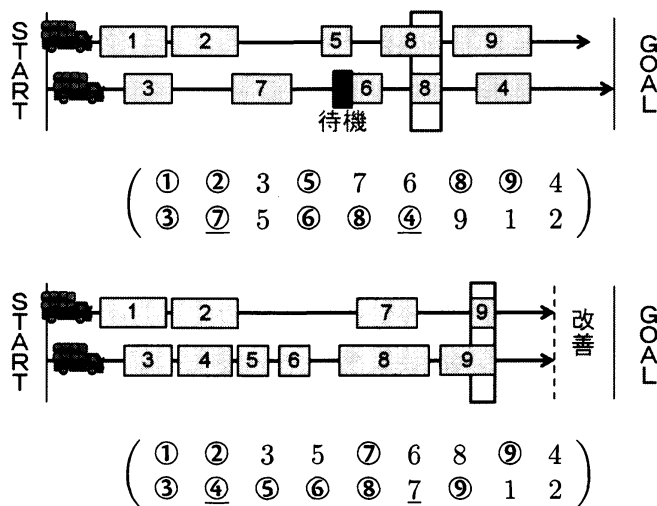 START
1 2 5 8 9
3 7 6 8 4
待機
GOAL
① ② 3 ⑤ 7 6 ⑧ ⑨ 4
③ ⑦ 5 ⑥ ⑧ ④ 9 1 2
START
1 2 7 9
3 4 5 6 8 9
改善
GOAL
① ② 3 5 ⑦ 6 8 ⑨ 4
③ ④ ⑤ ⑥ ⑧ 7 ⑨ 1 2